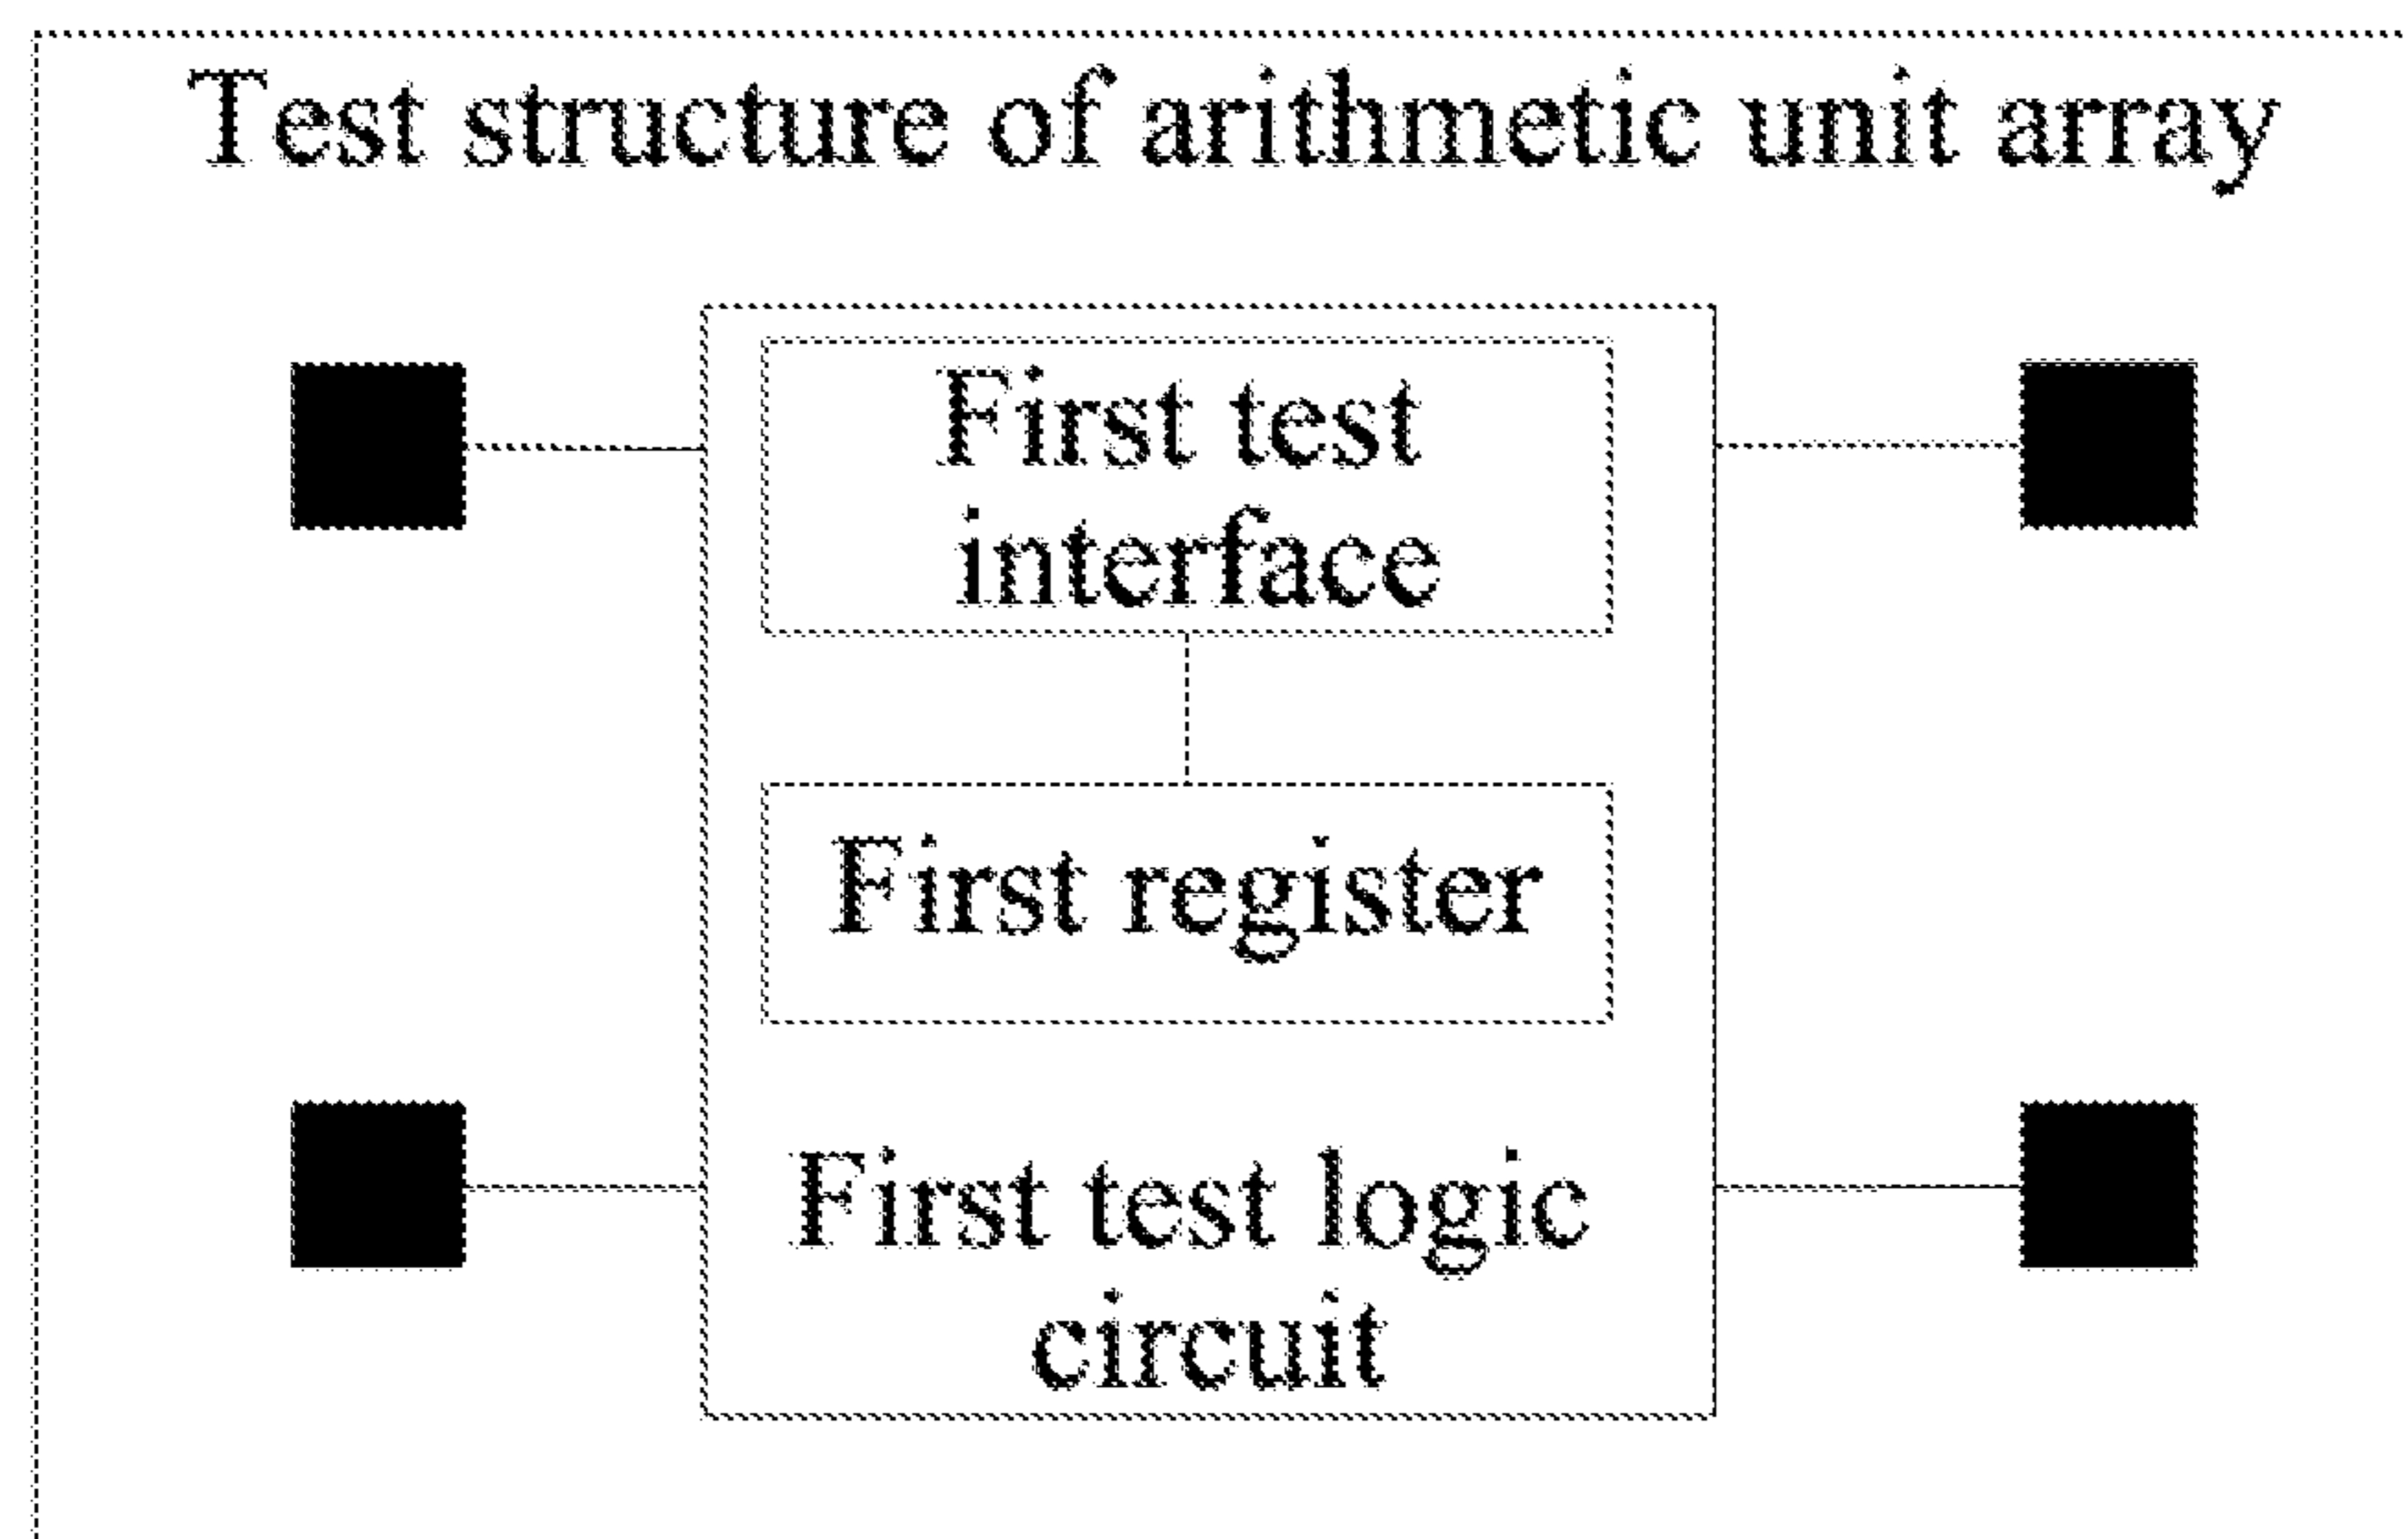 Test structure of arithmetic unit array
First test
interface
First register
First test logic
circuit